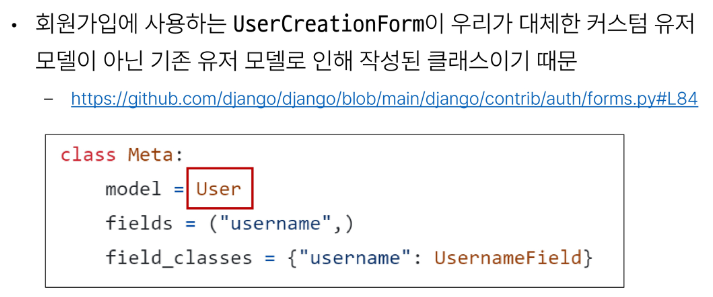 • 회원가입에 사용하는 UserCreationForm이 우리가 대체한 커스텀 유저
모델이 아닌 기존 유저 모델로 인해 작성된 클래스이기 때문
– https://github.com/django/django/blob/main/django/contrib/auth/forms.py#L84
class Meta:
    model = User
    fields = ("username",)
    field_classes = {"username": UsernameField}